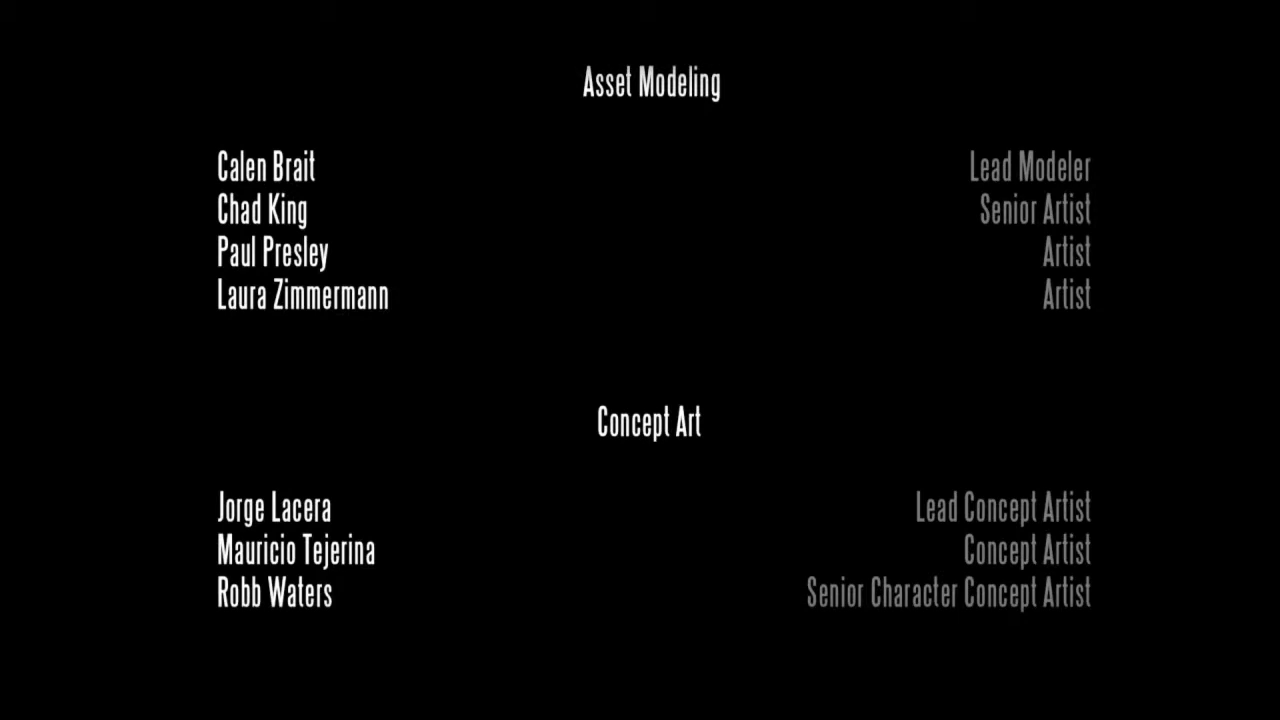 Asset Modeling
Calen Brait Lead Modeler
Chad King Senior Artist
Paul Presley Artist
Laura Zimmermann Artist
Concept Art
Jorge Lacera Lead Concept Artist
Mauricio Tejerina Concept Artist
Robb Waters Senior Character Concept Artist